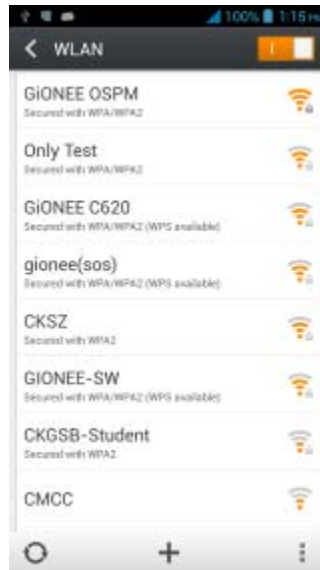 100% 1:15 PM
WLAN
GiONEE OSPM
Secured with WPA/WPA2
Only Test
Secured with WPA/WPA2
GiONEE C620
Secured with WPA/WPA2 (WPS available)
gionee(sos)
Secured with WPA/WPA2 (WPS available)
CKSZ
Secured with WPA2
GIONEE-SW
Secured with WPA/WPA2 (WPS available)
CKGSB-Student
Secured with WPA2
CMCC